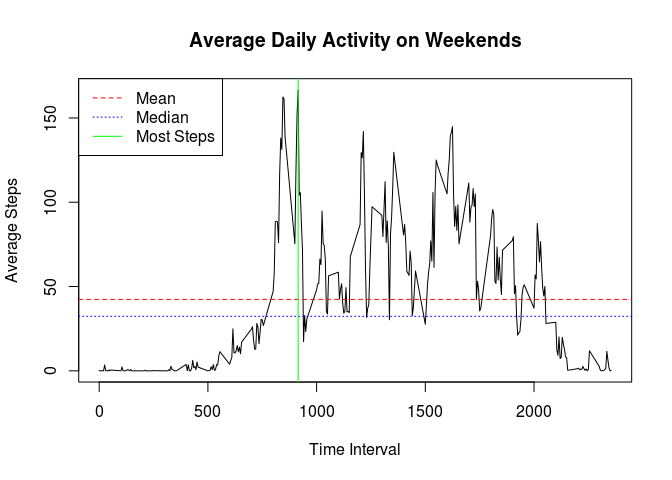 Average Daily Activity on Weekends
Mean
Median
Most Steps
Average Steps
150
100
50
0
0
500
1000
1500
2000
Time Interval